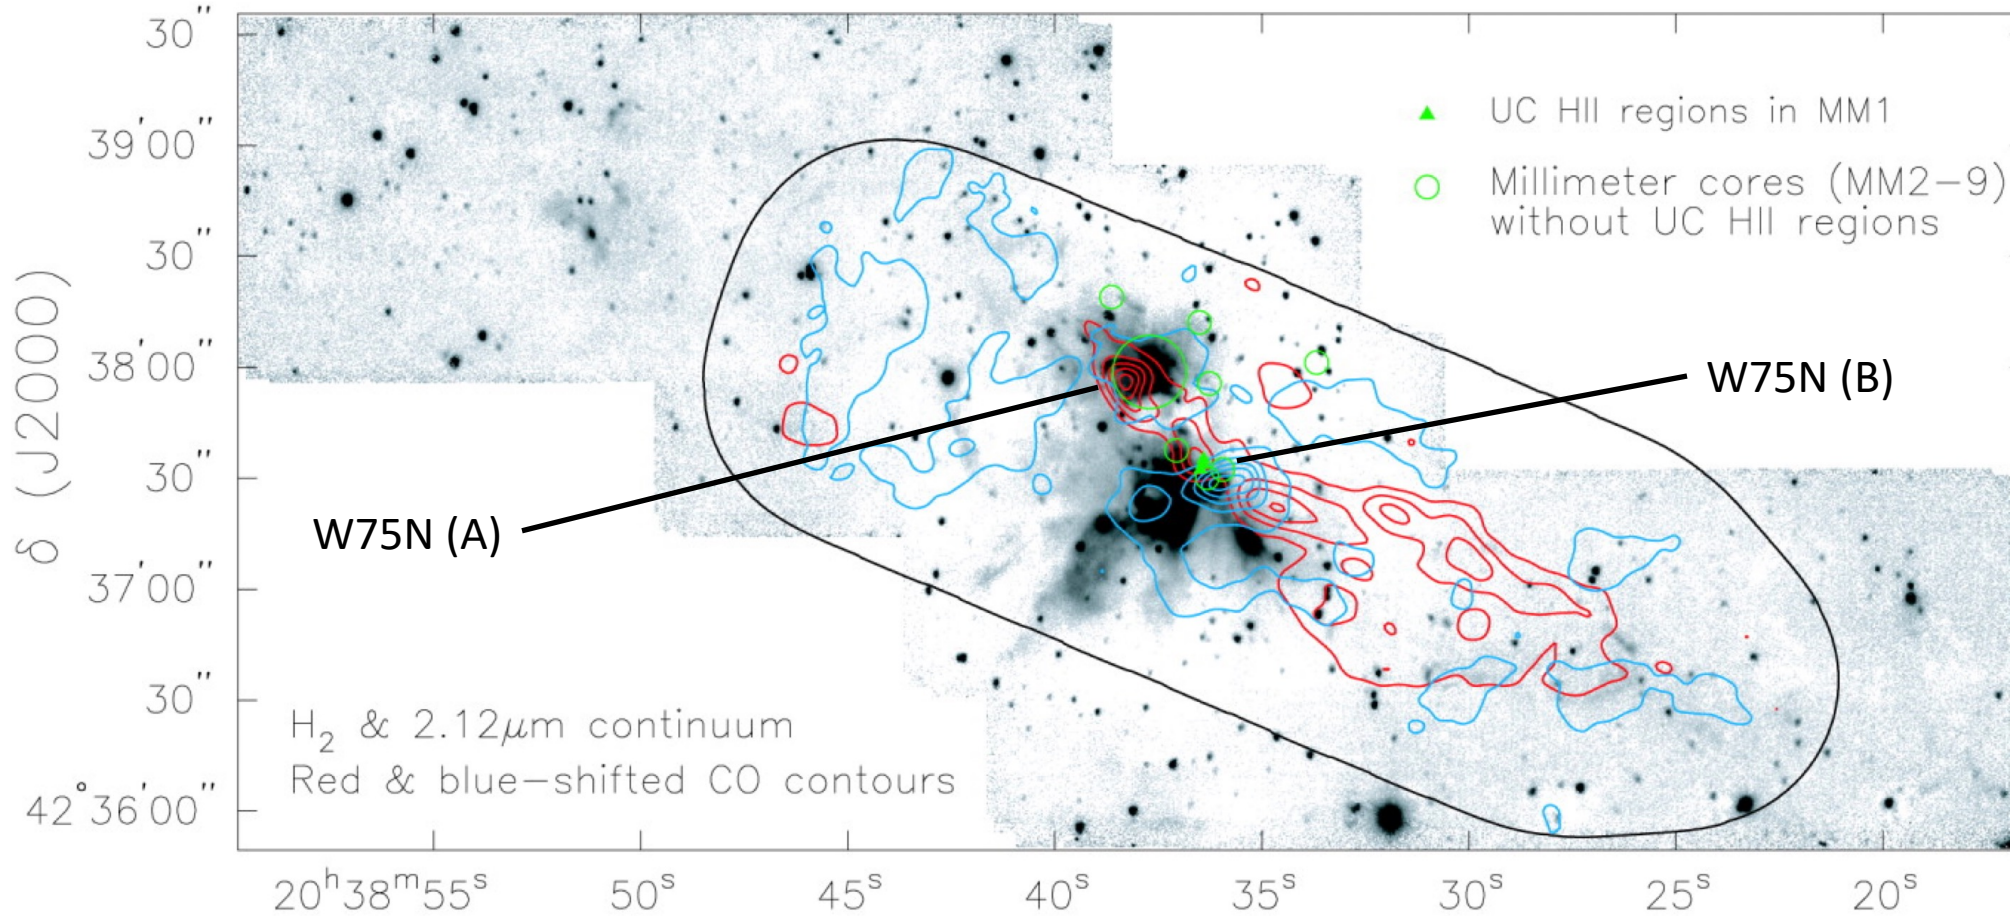 30″
39′00″
30″
38′00″
30″
37′00″
30″
42°36′00″
δ (J2000)
UC HII regions in MM1
Millimeter cores (MM2–9)
without UC HII regions
W75N (B)
W75N (A)
H₂ & 2.12μm continuum
Red & blue–shifted CO contours
20ʰ38ᵐ55ˢ 50ˢ 45ˢ 40ˢ 35ˢ 30ˢ 25ˢ 20ˢ